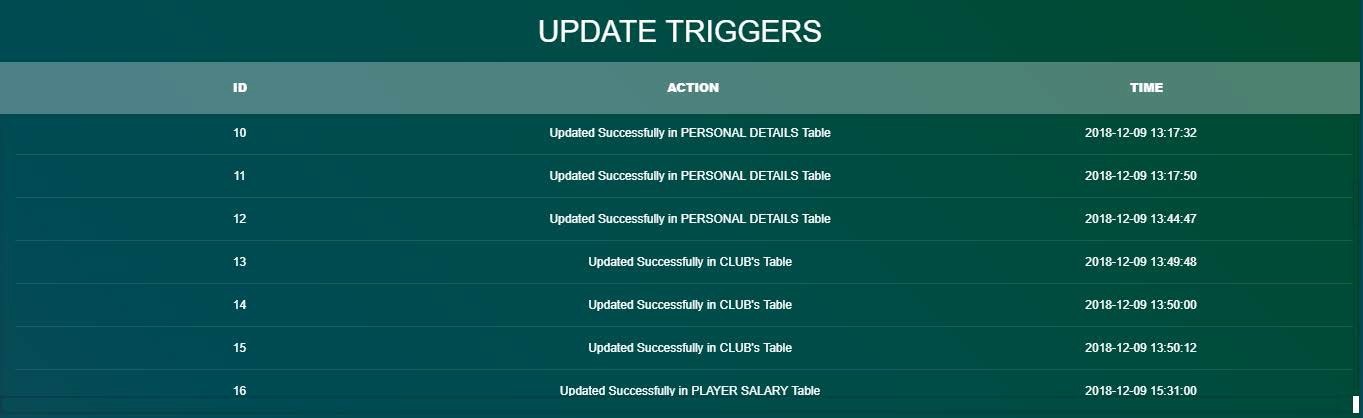 UPDATE TRIGGERS
ID ACTION TIME
10 Updated Successfully in PERSONAL DETAILS Table 2018-12-09 13:17:32
11 Updated Successfully in PERSONAL DETAILS Table 2018-12-09 13:17:50
12 Updated Successfully in PERSONAL DETAILS Table 2018-12-09 13:44:47
13 Updated Successfully in CLUB's Table 2018-12-09 13:49:48
14 Updated Successfully in CLUB's Table 2018-12-09 13:50:00
15 Updated Successfully in CLUB's Table 2018-12-09 13:50:12
16 Updated Successfully in PLAYER SALARY Table 2018-12-09 15:31:00